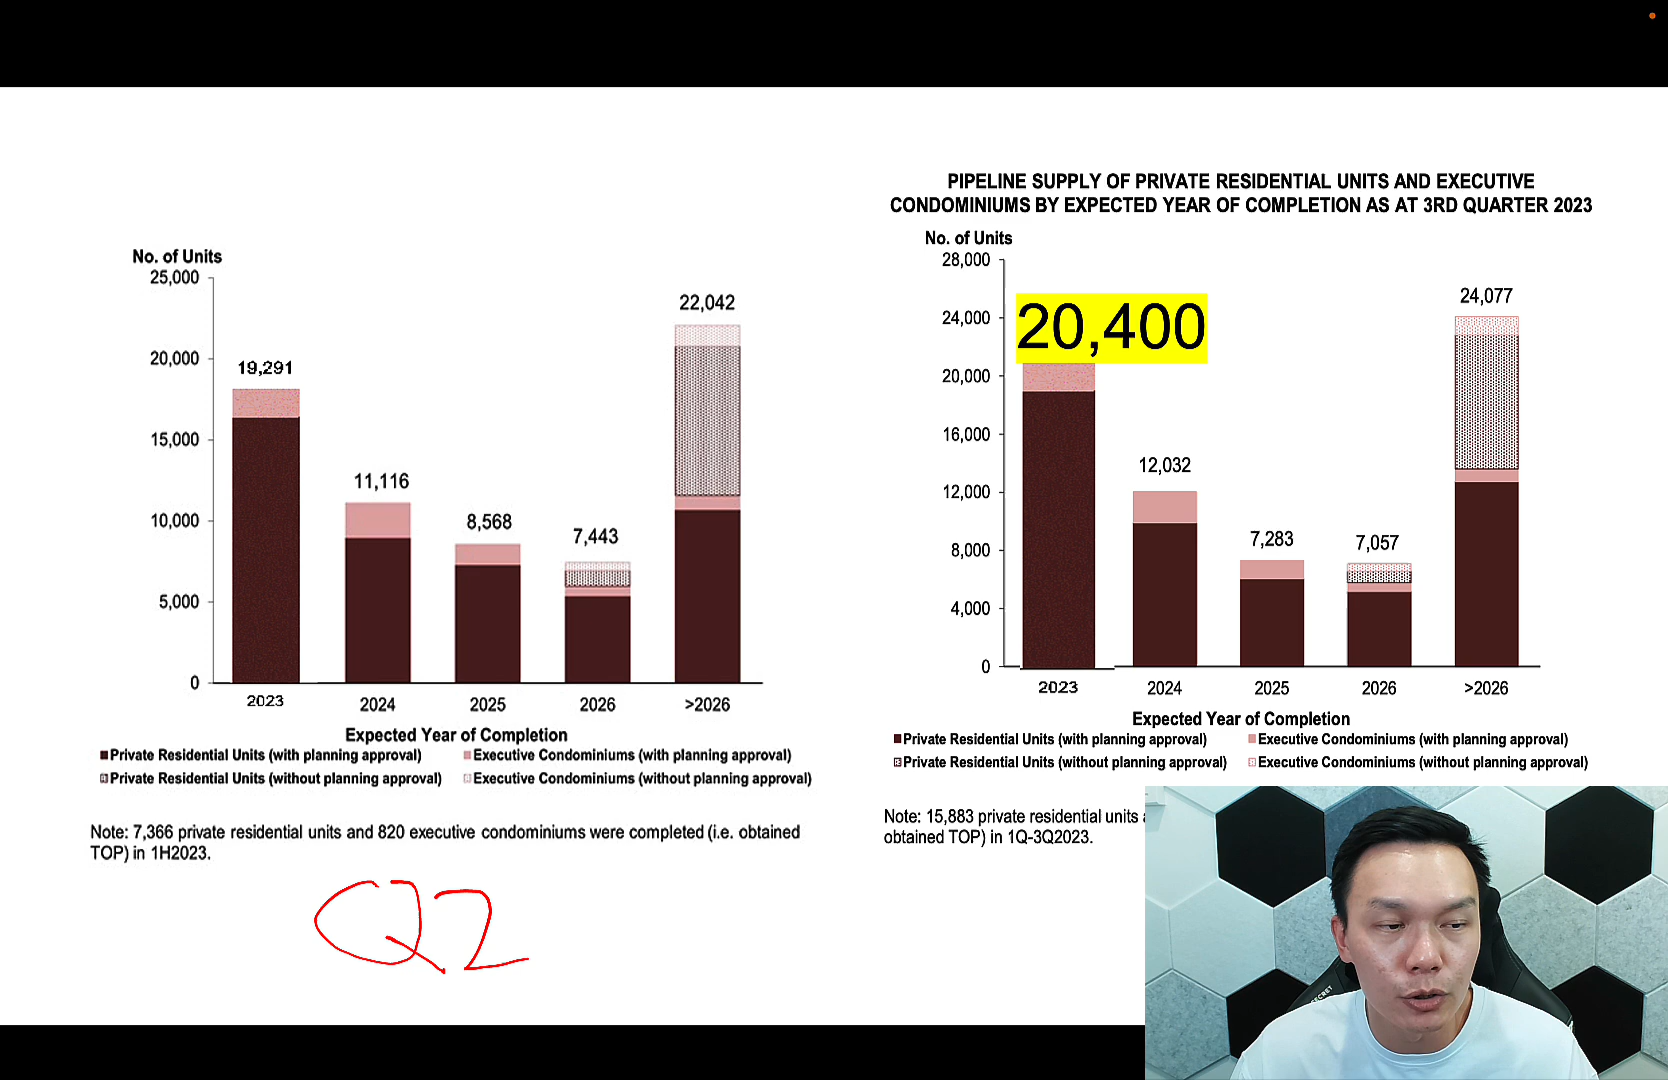 No. of Units
25,000
20,000
15,000
10,000
5,000
0
19,291
11,116
8,568
7,443
22,042
2023
2024
2025
2026
>2026
Expected Year of Completion
Private Residential Units (with planning approval)
Executive Condominiums (with planning approval)
Private Residential Units (without planning approval)
Executive Condominiums (without planning approval)
Note: 7,366 private residential units and 820 executive condominiums were completed (i.e. obtained
TOP) in 1H2023.
Q2
PIPELINE SUPPLY OF PRIVATE RESIDENTIAL UNITS AND EXECUTIVE
CONDOMINIUMS BY EXPECTED YEAR OF COMPLETION AS AT 3RD QUARTER 2023
No. of Units
28,000
24,000
20,000
16,000
12,000
8,000
4,000
0
20,400
12,032
7,283
7,057
24,077
2023
2024
2025
2026
>2026
Expected Year of Completion
Private Residential Units (with planning approval)
Executive Condominiums (with planning approval)
Private Residential Units (without planning approval)
Executive Condominiums (without planning approval)
Note: 15,883 private residential units
obtained TOP) in 1Q-3Q2023.